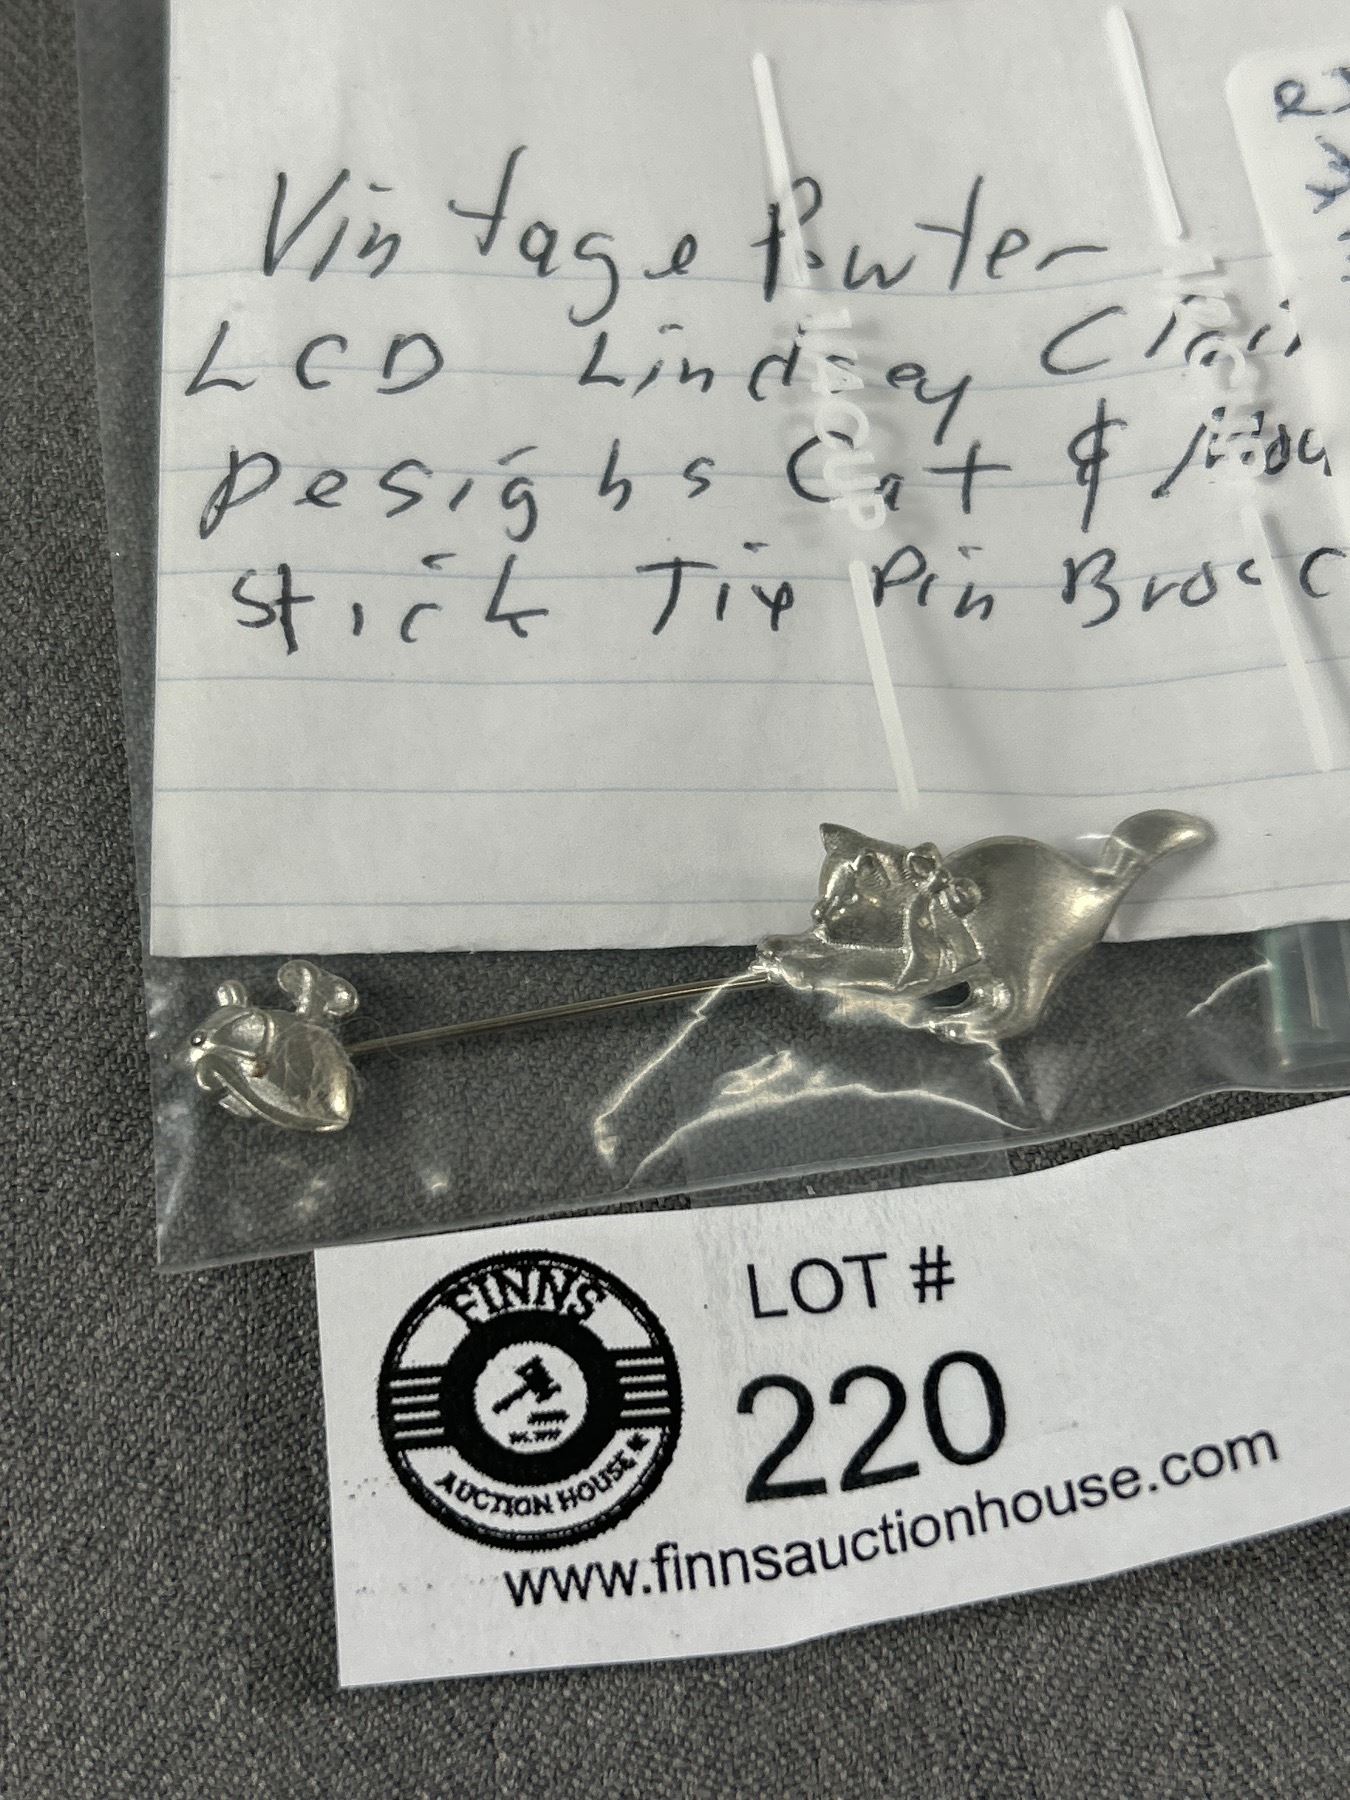 Vintage Pewter
LCD Lindsey
Designs Cat &
Stick Tie Pin
FINNS
AUCTION HOUSE
LOT #
220
www.finnsauctionhouse.com